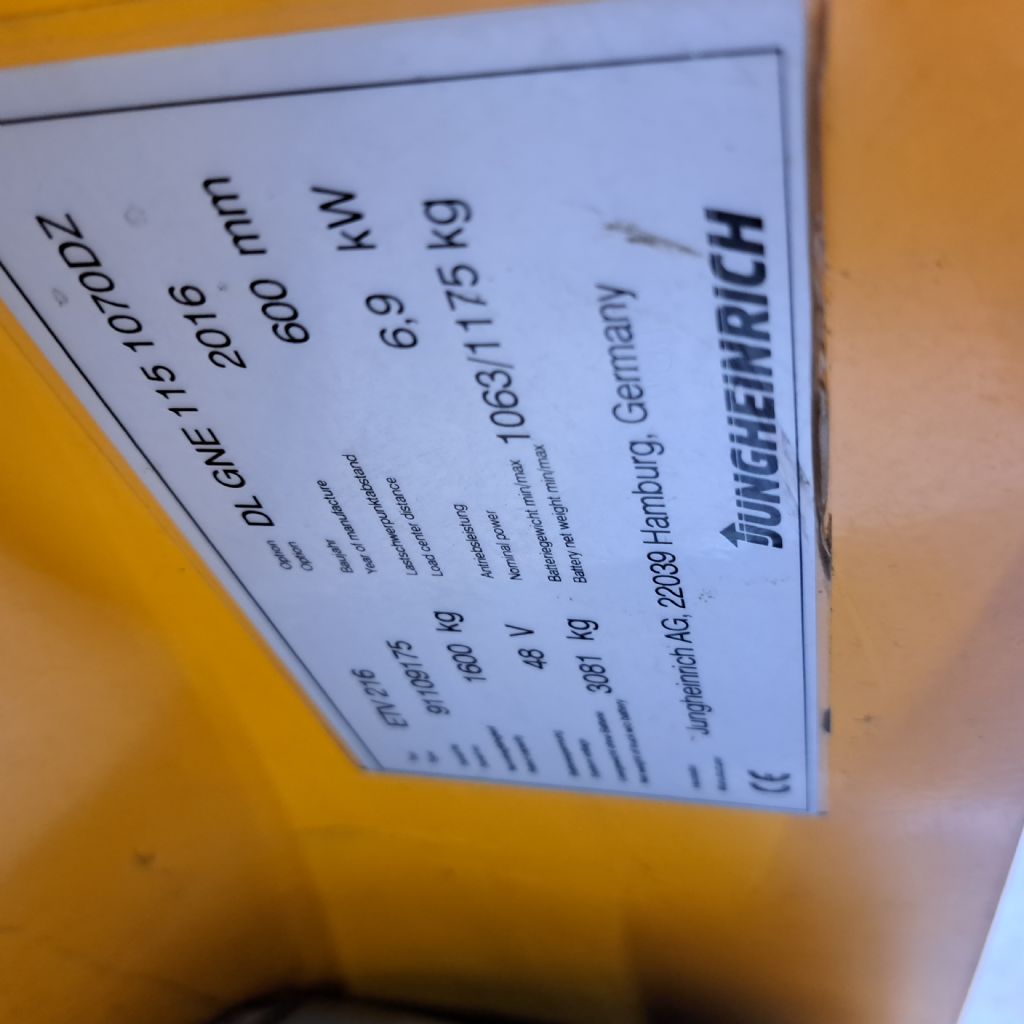 ETV 216
Option
Option
DL GNE 115 1070DZ
91109175
Baujahr
Year of manufacture
2016
1600 kg
Lastschwerpunktabstand
Load center distance
600 mm
48 V
Antriebsleistung
Nominal power
6,9 kW
3081 kg
Batteriegewicht min/max
Battery net weight min/max
1063/1175 kg
Jungheinrich AG, 22039 Hamburg, Germany
CE
JUNGHEINRICH